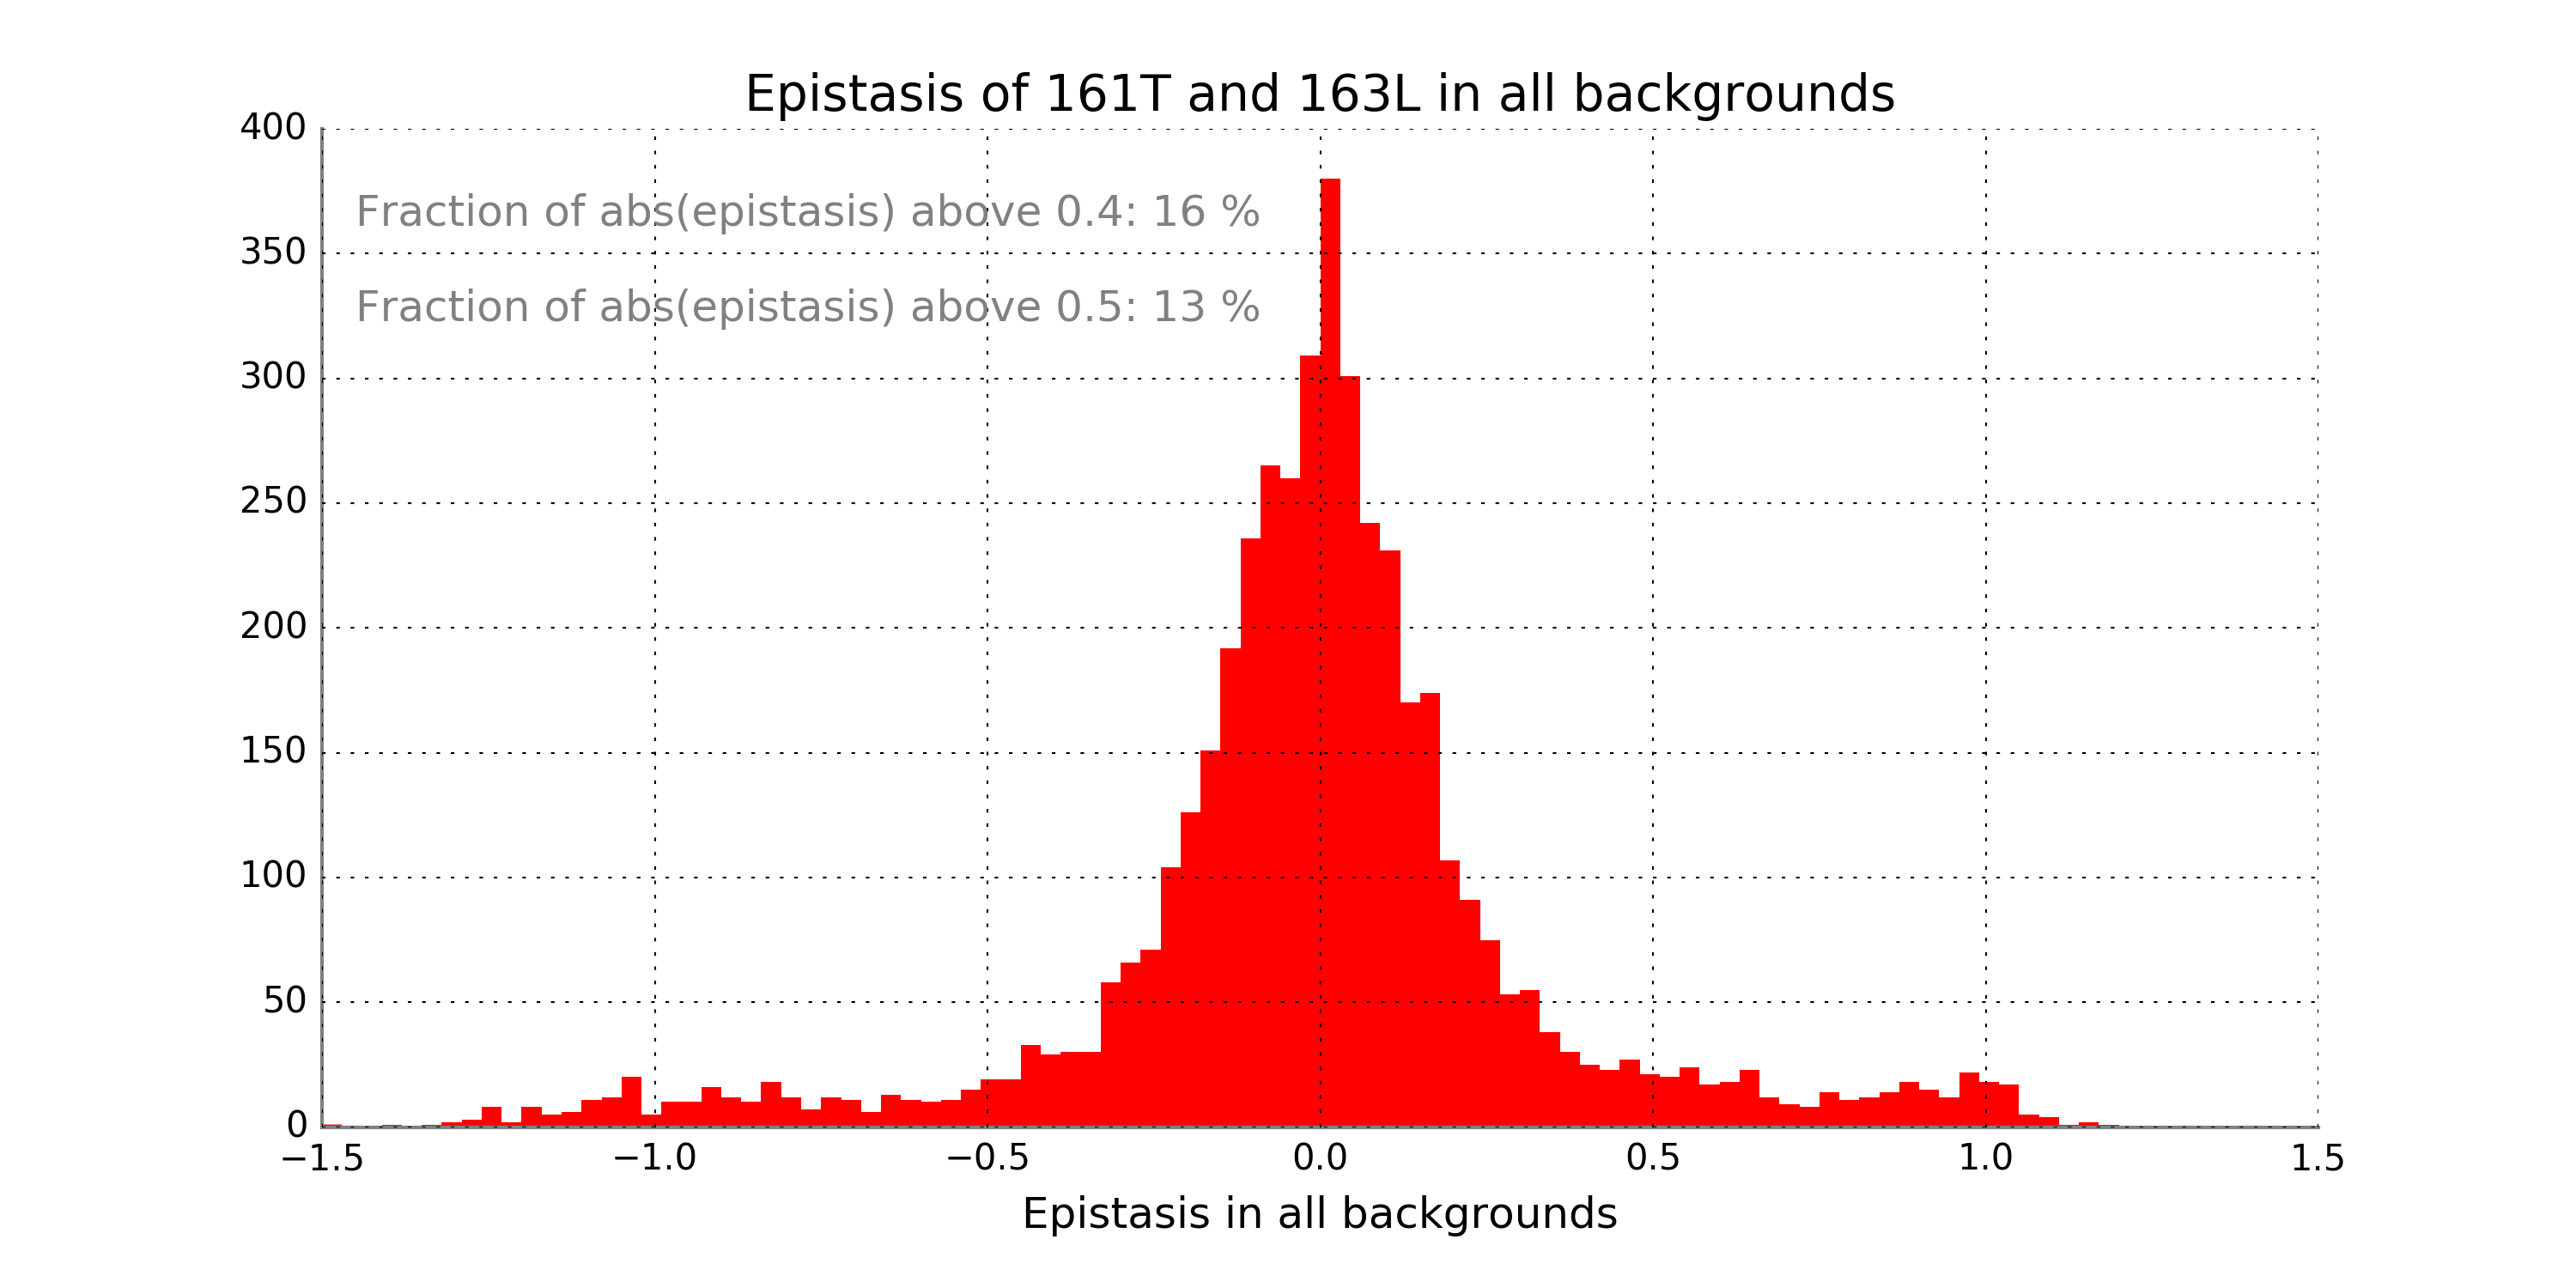 Epistasis of 161T and 163L in all backgrounds
400
Fraction of abs(epistasis) above 0.4: 16 %
350
Fraction of abs(epistasis) above 0.5: 13 %
300
250
200
150
100
50
0
−1.5 −1.0 −0.5 0.0 0.5 1.0 1.5
Epistasis in all backgrounds